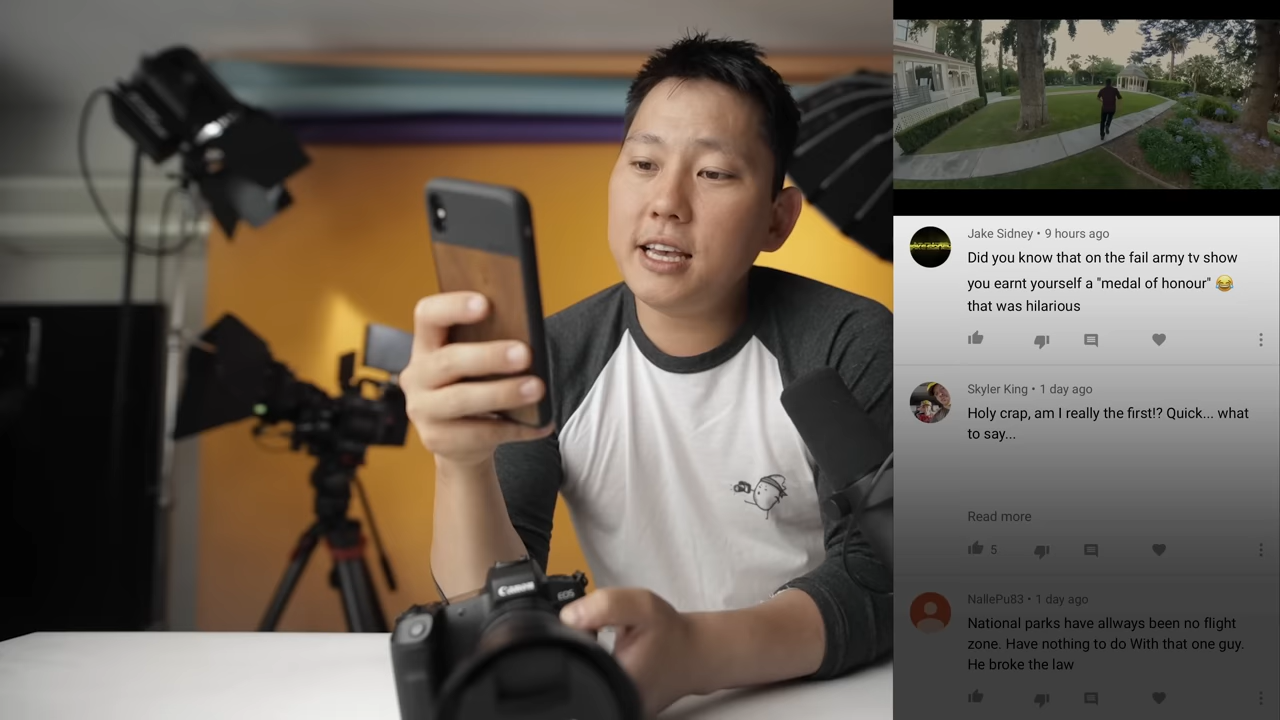 Canon
EOS
Jake Sidney • 9 hours ago
Did you know that on the fail army tv show
you earnt yourself a "medal of honour" 😂
that was hilarious
Skyler King • 1 day ago
Holy crap, am I really the first!? Quick... what
to say...
Read more
5
NallePu83 • 1 day ago
National parks have allways been no flight
zone. Have nothing to do With that one guy.
He broke the law